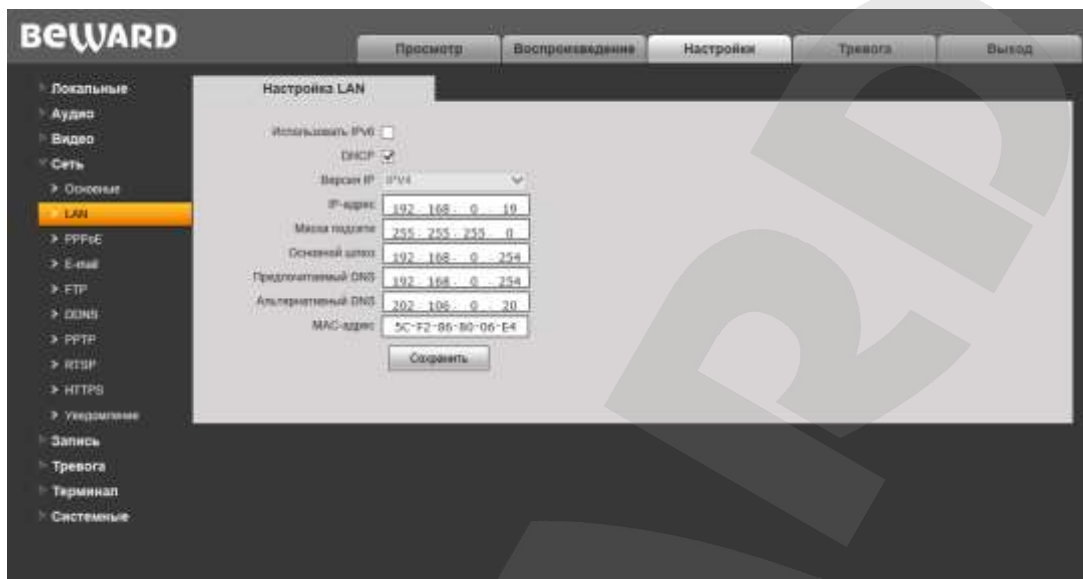 BEWARD
Просмотр
Воспроизведение
Настройки
Тревога
Выход
Локальные
Аудио
Видео
Сеть
Основные
LAN
PPPoE
E-mail
FTP
DDNS
PPTP
RTSP
HTTPS
Уведомление
Запись
Тревога
Терминал
Системные
Настройка LAN
Использовать IPv6
DHCP
Версия IP IPV4
IP-адрес 192 . 168 . 0 . 19
Маска подсети 255 . 255 . 255 . 0
Основной шлюз 192 . 168 . 0 . 254
Предпочитаемый DNS 192 . 168 . 0 . 254
Альтернативный DNS 202 . 106 . 0 . 20
MAC-адрес 5C-F2-86-80-06-E4
Сохранить